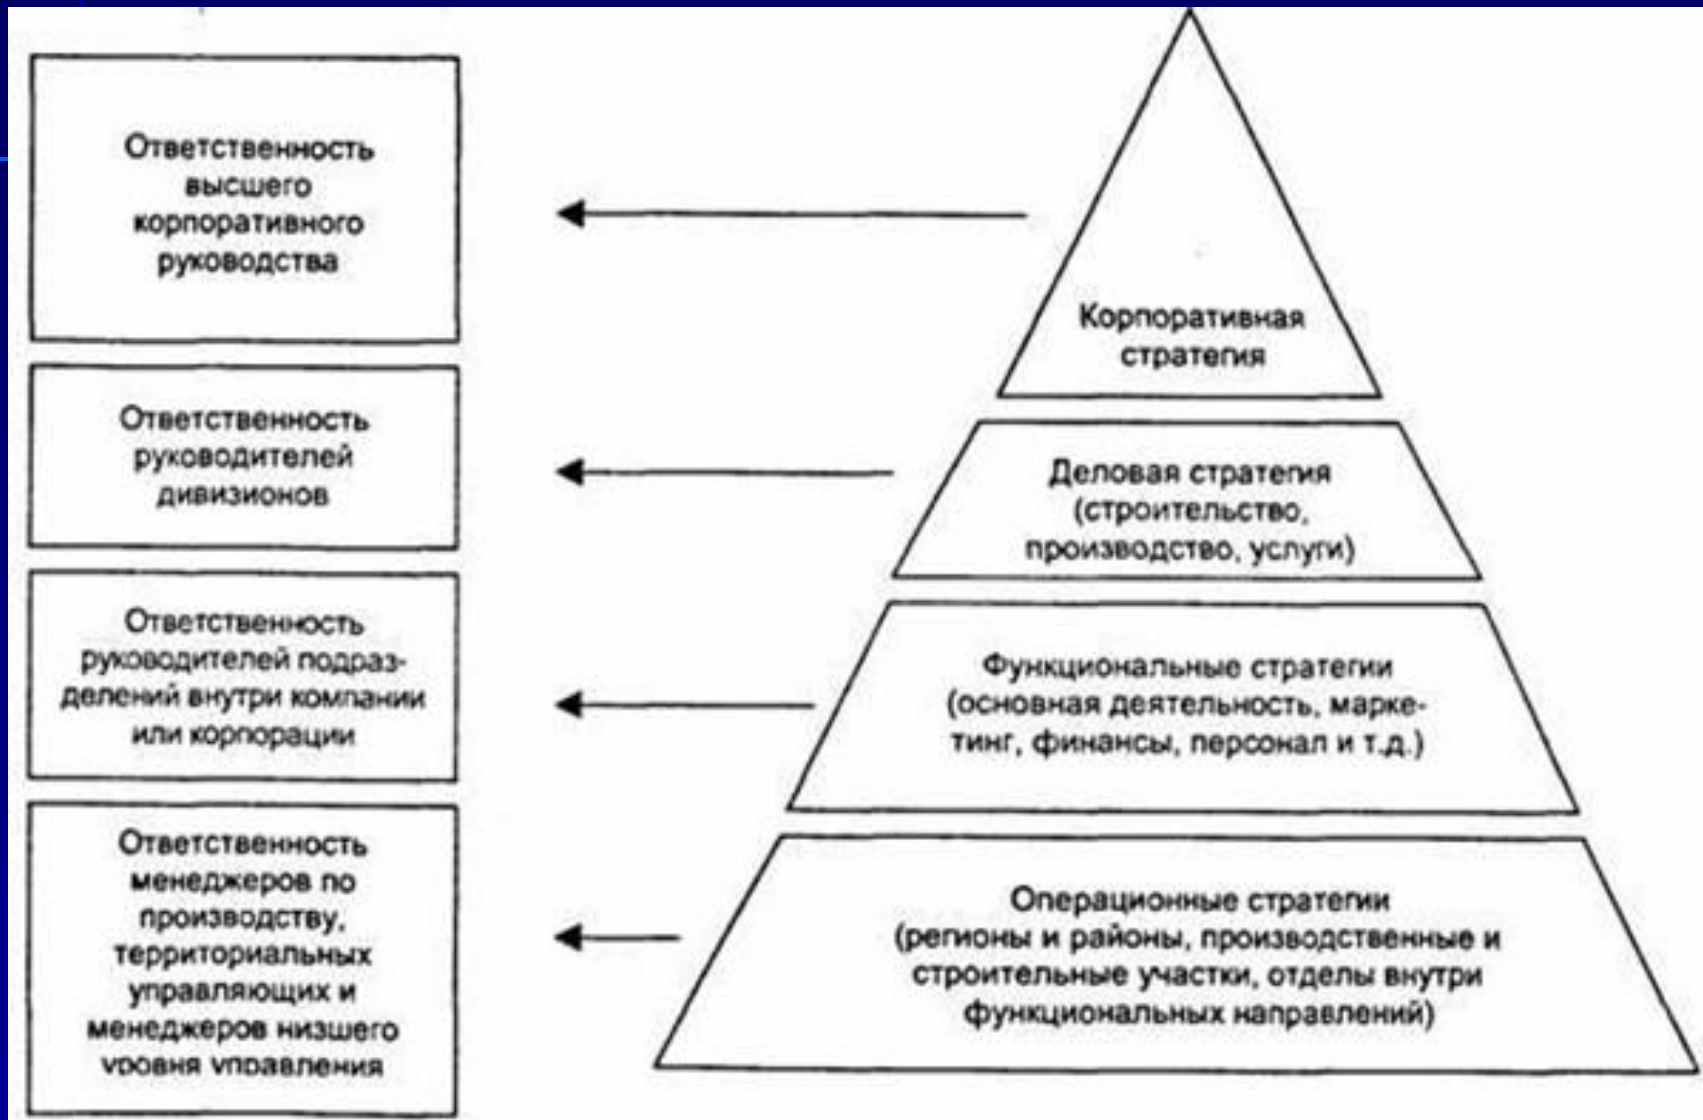 Ответственность
высшего
корпоративного
руководства
Корпоративная
стратегия
Ответственность
руководителей
дивизионов
Деловая стратегия
(строительство,
производство, услуги)
Ответственность
руководителей подраз-
делений внутри компании
или корпорации
Функциональные стратегии
(основная деятельность, марке-
тинг, финансы, персонал и т.д.)
Ответственность
менеджеров по
производству,
территориальных
управляющих и
менеджеров низшего
уровня управления
Операционные стратегии
(регионы и районы, производственные и
строительные участки, отделы внутри
функциональных направлений)